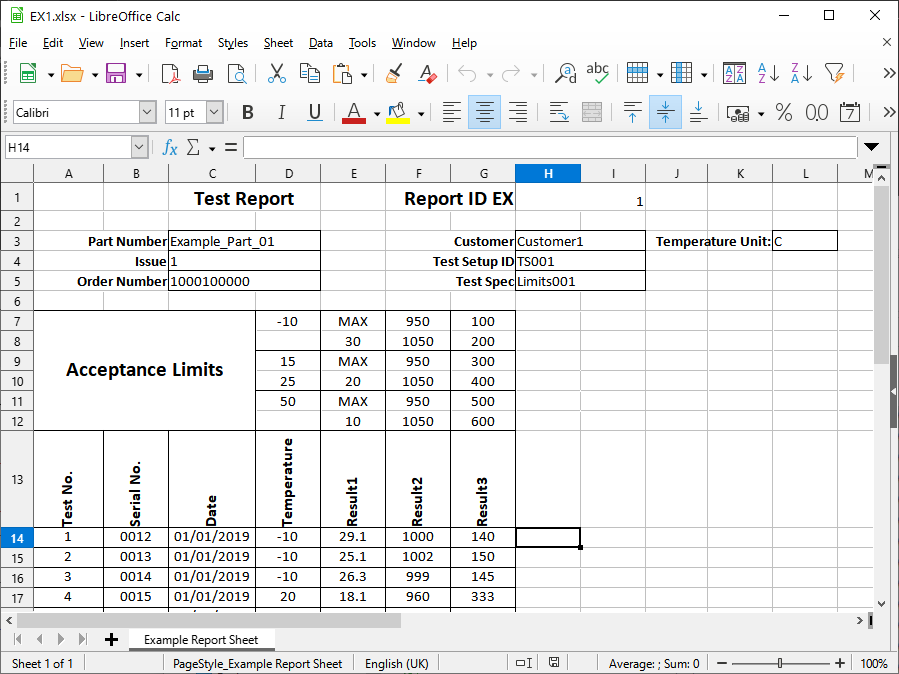 EX1.xlsx - LibreOffice Calc
File Edit View Insert Format Styles Sheet Data Tools Window Help
abc
A Z Z A A Z Z A
Calibri 11 pt B I U A % 0.0 7
H14 fx Σ =
A B C D E F G H I J K L M
1 Test Report Report ID EX 1
2
3 Part Number Example_Part_01 Customer Customer1 Temperature Unit: C
4 Issue 1 Test Setup ID TS001
5 Order Number 1000100000 Test Spec Limits001
6
7 -10 MAX 950 100
8 30 1050 200
9 15 MAX 950 300
Acceptance Limits
10 25 20 1050 400
11 50 MAX 950 500
12 10 1050 600
13 Test No. Serial No. Date Temperature Result1 Result2 Result3
14 1 0012 01/01/2019 -10 29.1 1000 140
15 2 0013 01/01/2019 -10 25.1 1002 150
16 3 0014 01/01/2019 -10 26.3 999 145
17 4 0015 01/01/2019 20 18.1 960 333
Example Report Sheet
Sheet 1 of 1 PageStyle_Example Report Sheet English (UK) Average: ; Sum: 0 100%